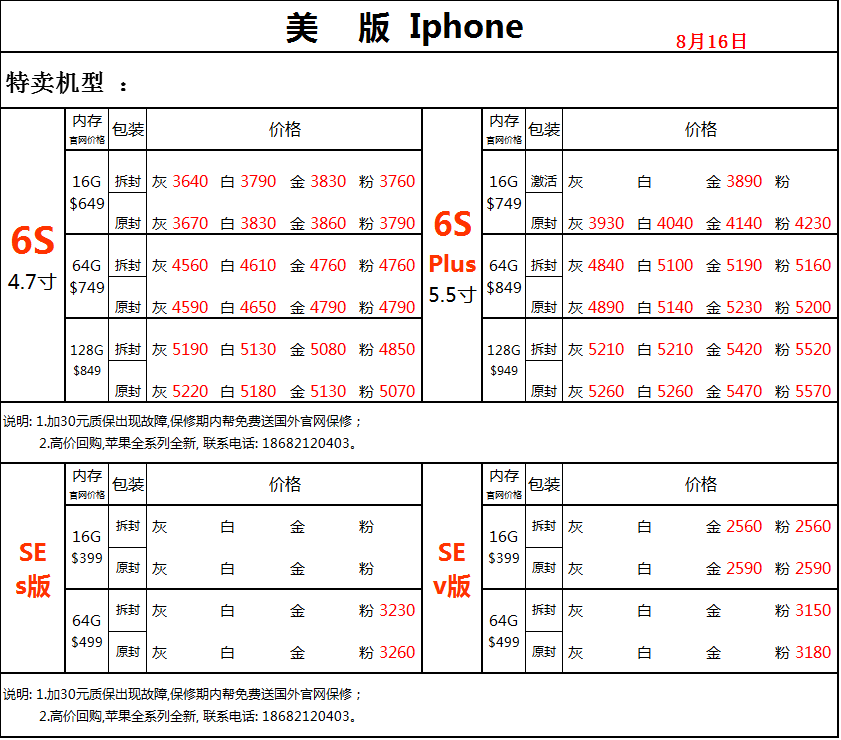 美 版 Iphone
8月16日
特卖机型 ：
内存 官网价格 包装 价格 内存 官网价格 包装 价格
6S 4.7寸
16G $649
拆封 灰 3640 白 3790 金 3830 粉 3760
原封 灰 3670 白 3830 金 3860 粉 3790
64G $749
拆封 灰 4560 白 4610 金 4760 粉 4760
原封 灰 4590 白 4650 金 4790 粉 4790
128G $849
拆封 灰 5190 白 5130 金 5080 粉 4850
原封 灰 5220 白 5180 金 5130 粉 5070
6S Plus 5.5寸
16G $749
激活 灰 白 金 3890 粉
原封 灰 3930 白 4040 金 4140 粉 4230
64G $849
拆封 灰 4840 白 5100 金 5190 粉 5160
原封 灰 4890 白 5140 金 5230 粉 5200
128G $949
拆封 灰 5210 白 5210 金 5420 粉 5520
原封 灰 5260 白 5260 金 5470 粉 5570
说明: 1.加30元质保出现故障,保修期内帮免费送国外官网保修；
2.高价回购,苹果全系列全新, 联系电话: 18682120403。
内存 官网价格 包装 价格 内存 官网价格 包装 价格
SE s版
16G $399
拆封 灰 白 金 粉
原封 灰 白 金 粉
64G $499
拆封 灰 白 金 粉 3230
原封 灰 白 金 粉 3260
SE v版
16G $399
拆封 灰 白 金 2560 粉 2560
原封 灰 白 金 2590 粉 2590
64G $499
拆封 灰 白 金 粉 3150
原封 灰 白 金 粉 3180
说明: 1.加30元质保出现故障,保修期内帮免费送国外官网保修；
2.高价回购,苹果全系列全新, 联系电话: 18682120403。